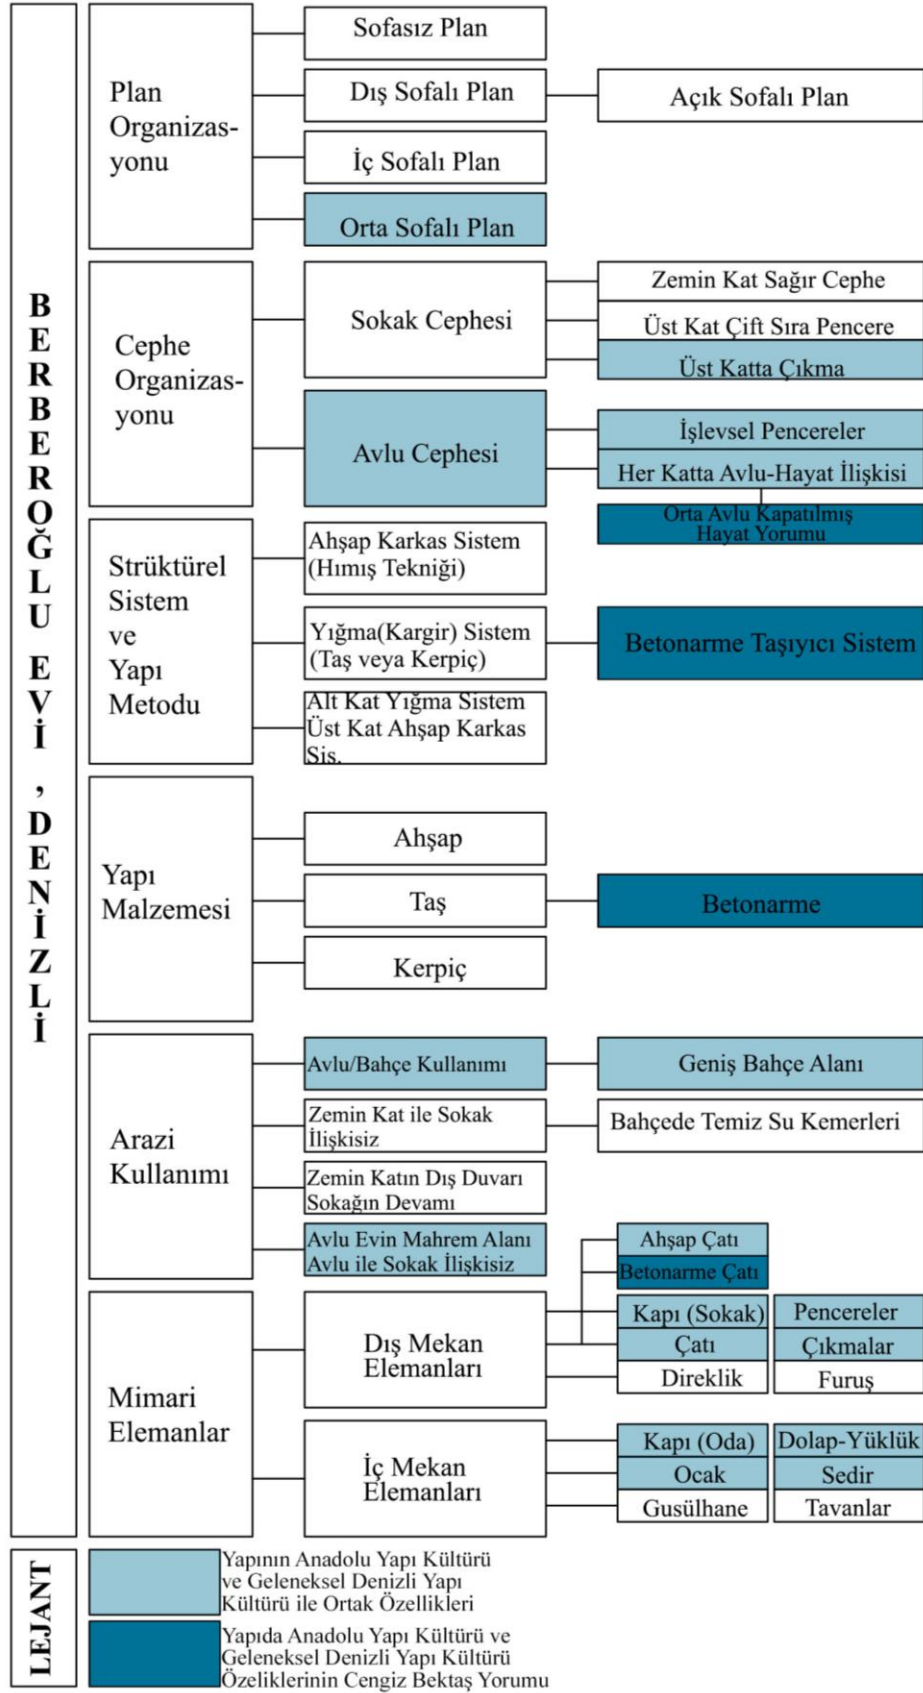 BERBEROĞLU EVİ , DENİZLİ
Plan
Organizas-
yonu
Sofasız Plan
Dış Sofalı Plan
Açık Sofalı Plan
İç Sofalı Plan
Orta Sofalı Plan
Cephe
Organizas-
yonu
Sokak Cephesi
Zemin Kat Sağır Cephe
Üst Kat Çift Sıra Pencere
Üst Katta Çıkma
Avlu Cephesi
İşlevsel Pencereler
Her Katta Avlu-Hayat İlişkisi
Orta Avlu Kapatılmış
Hayat Yorumu
Strüktürel
Sistem
ve
Yapı
Metodu
Ahşap Karkas Sistem
(Hımış Tekniği)
Yığma(Kargir) Sistem
(Taş veya Kerpiç)
Betonarme Taşıyıcı Sistem
Alt Kat Yığma Sistem
Üst Kat Ahşap Karkas
Sis.
Yapı
Malzemesi
Ahşap
Taş
Betonarme
Kerpiç
Arazi
Kullanımı
Avlu/Bahçe Kullanımı
Geniş Bahçe Alanı
Zemin Kat ile Sokak
İlişkisiz
Bahçede Temiz Su Kemerleri
Zemin Katın Dış Duvarı
Sokağın Devamı
Avlu Evin Mahrem Alanı
Avlu ile Sokak İlişkisiz
Mimari
Elemanlar
Dış Mekan
Elemanları
Ahşap Çatı
Betonarme Çatı
Kapı (Sokak)
Pencereler
Çatı
Çıkmalar
Direklik
Furuş
İç Mekan
Elemanları
Kapı (Oda)
Dolap-Yüklük
Ocak
Sedir
Gusülhane
Tavanlar
LEJANT
Yapının Anadolu Yapı Kültürü
ve Geleneksel Denizli Yapı
Kültürü ile Ortak Özellikleri
Yapıda Anadolu Yapı Kültürü ve
Geleneksel Denizli Yapı Kültürü
Özeliklerinin Cengiz Bektaş Yorumu